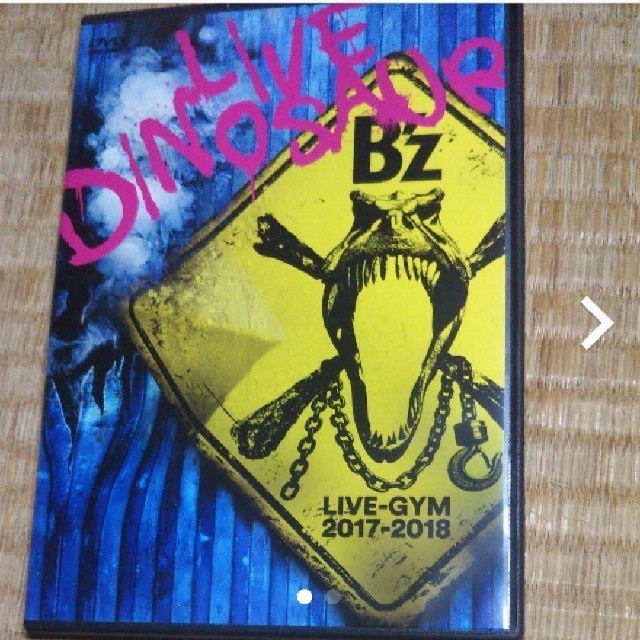 DVD
LIVE
DINOSAUR
B'z
LIVE-GYM
2017-2018